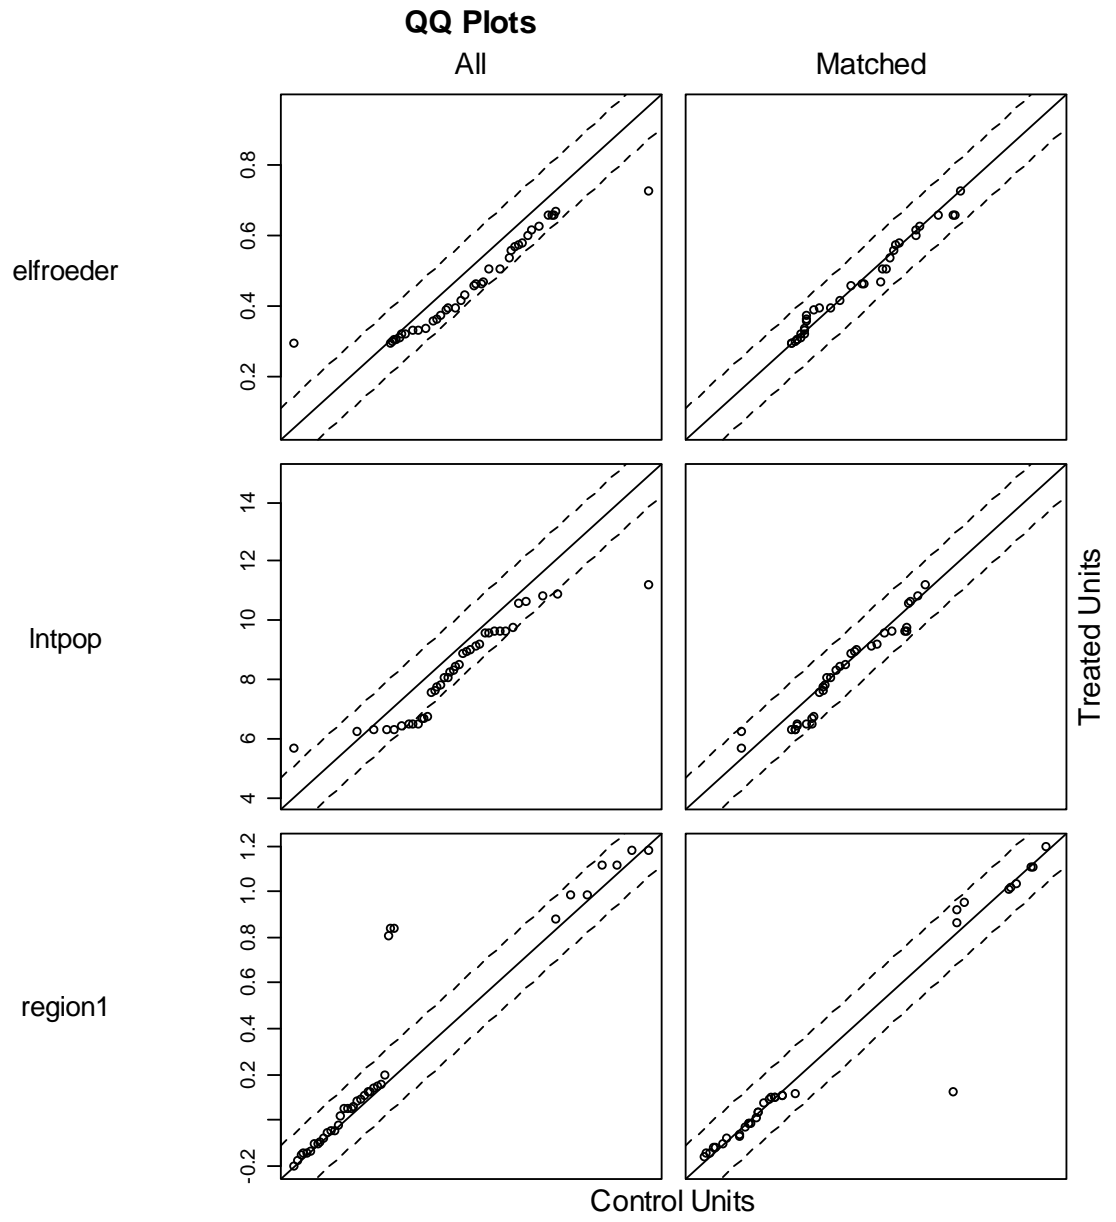 QQ Plots
All Matched
elfroeder
0.2 0.4 0.6 0.8
lntpop
4 6 8 10 12 14
region1
-0.2 0.2 0.4 0.6 0.8 1.0 1.2
Treated Units
Control Units